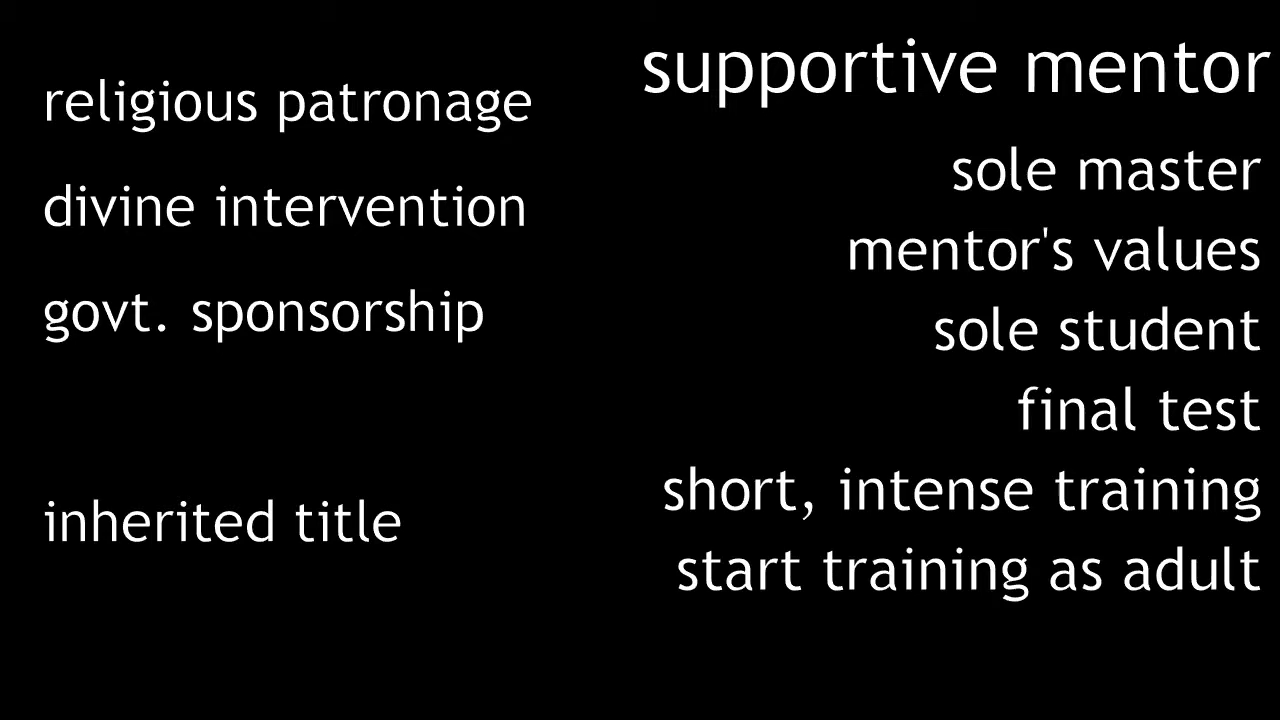 religious patronage
divine intervention
govt. sponsorship
inherited title
supportive mentor
sole master
mentor's values
sole student
final test
short, intense training
start training as adult